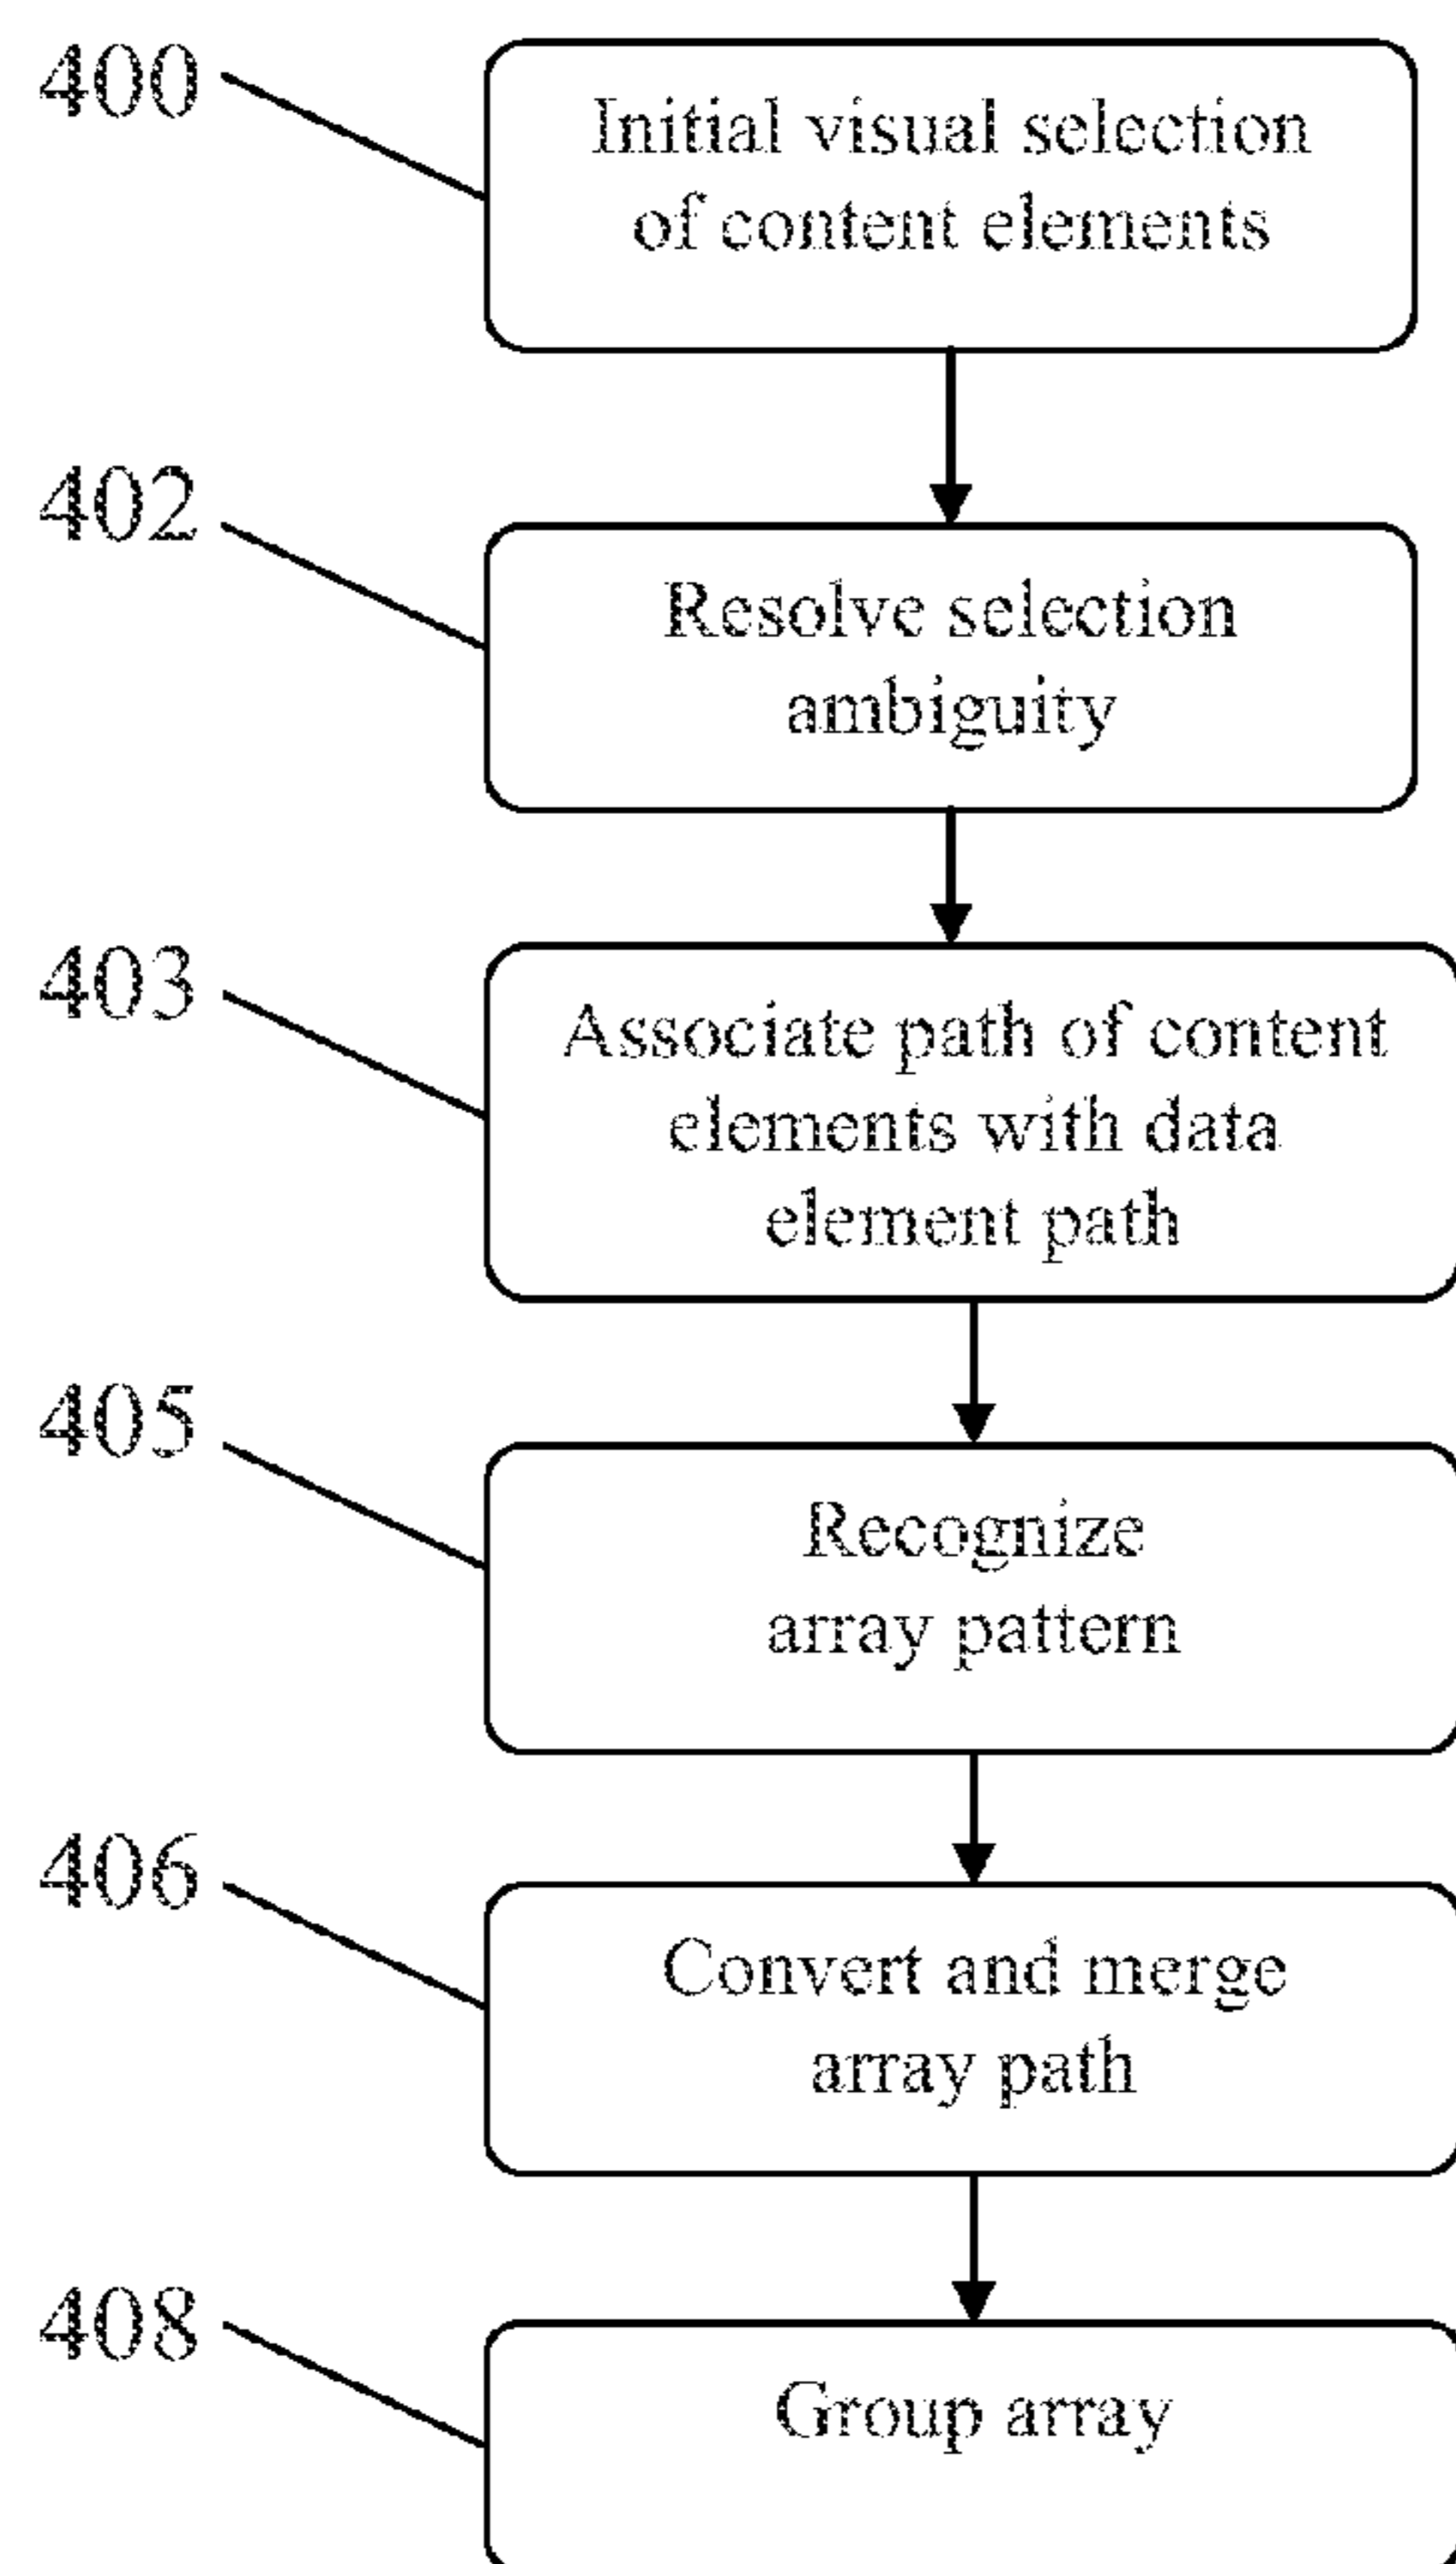 400
Initial visual selection
of content elements
402
Resolve selection
ambiguity
403
Associate path of content
elements with data
element path
405
Recognize
array pattern
406
Convert and merge
array path
408
Group array